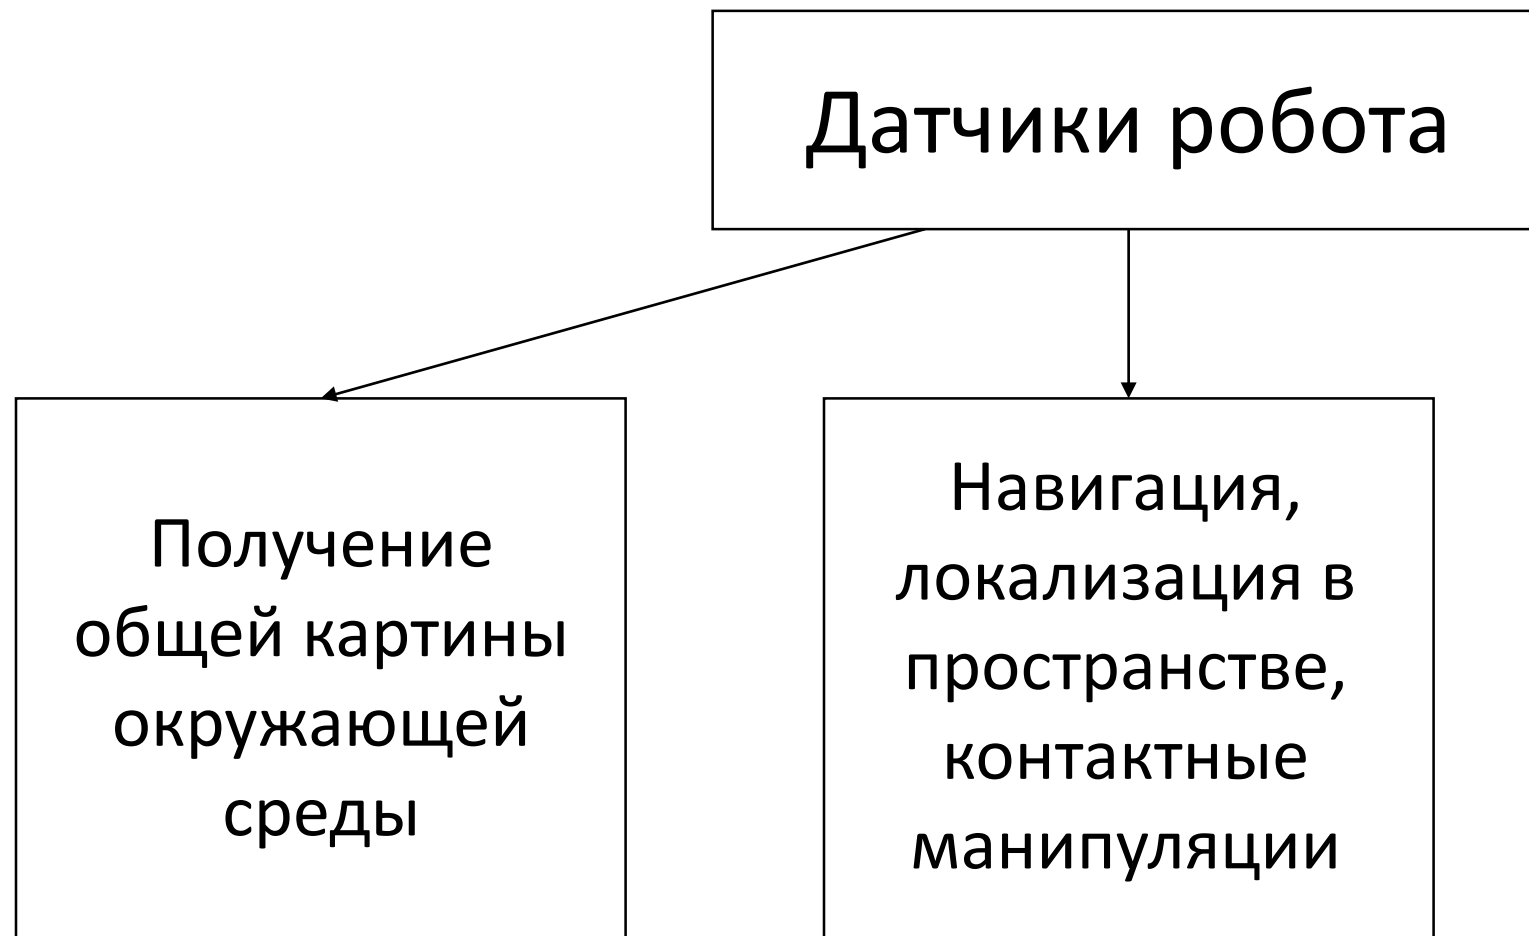 Датчики робота
Получение
общей картины
окружающей
среды
Навигация,
локализация в
пространстве,
контактные
манипуляции